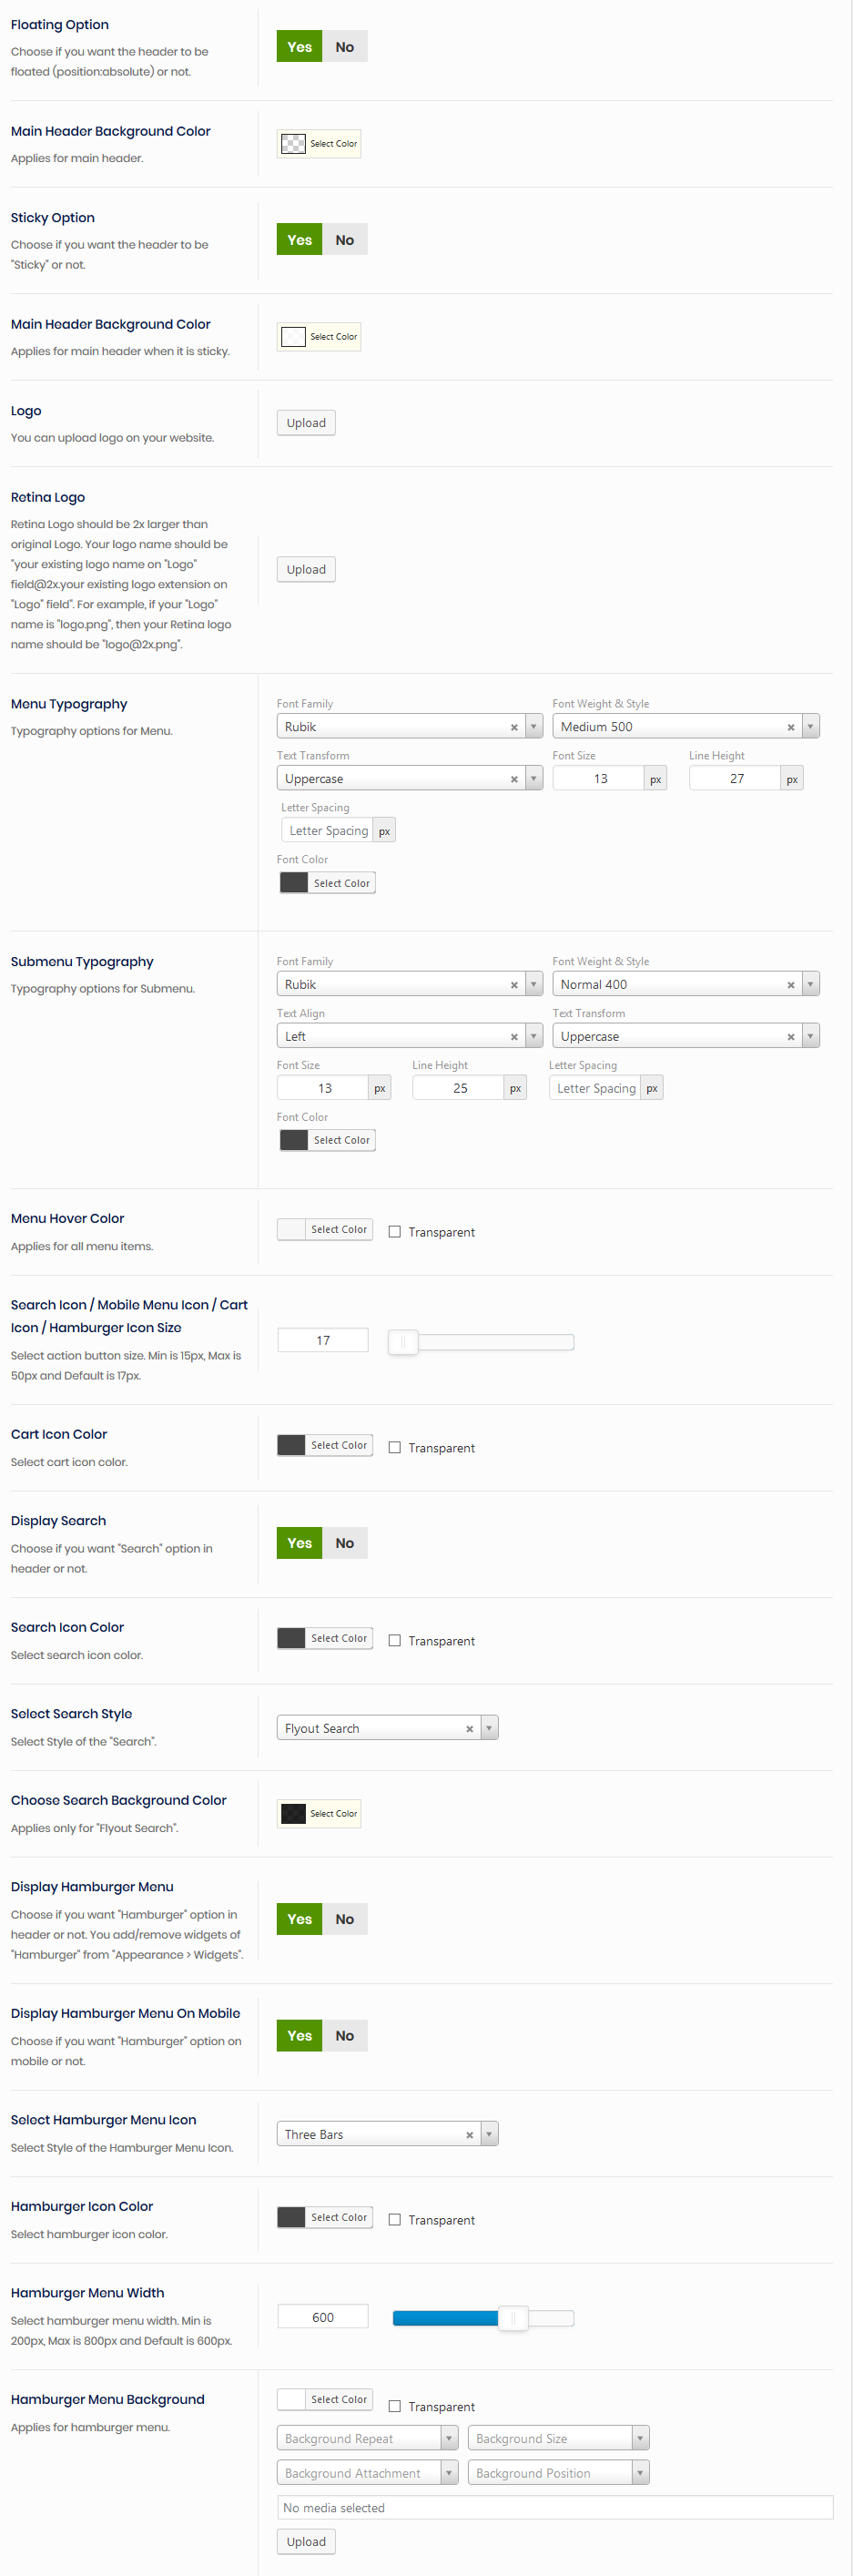 Floating Option
Choose if you want the header to be
floated (position:absolute) or not.
Yes No
Main Header Background Color
Applies for main header.
Select Color
Sticky Option
Choose if you want the header to be
"Sticky" or not.
Yes No
Main Header Background Color
Applies for main header when it is sticky.
Select Color
Logo
You can upload logo on your website.
Upload
Retina Logo
Retina Logo should be 2x larger than
original Logo. Your logo name should be
"your existing logo name on "Logo"
field@2x.your existing logo extension on
"Logo" field". For example, if your "Logo"
name is "logo.png", then your Retina logo
name should be "logo@2x.png".
Upload
Menu Typography
Typography options for Menu.
Font Family Font Weight & Style
Rubik Medium 500
Text Transform Font Size Line Height
Uppercase 13 px 27 px
Letter Spacing
Letter Spacing px
Font Color
Select Color
Submenu Typography
Typography options for Submenu.
Font Family Font Weight & Style
Rubik Normal 400
Text Align Text Transform
Left Uppercase
Font Size Line Height Letter Spacing
13 px 25 px Letter Spacing px
Font Color
Select Color
Menu Hover Color
Applies for all menu items.
Select Color Transparent
Search Icon / Mobile Menu Icon / Cart
Icon / Hamburger Icon Size
Select action button size. Min is 15px, Max is
50px and Default is 17px.
17
Cart Icon Color
Select cart icon color.
Select Color Transparent
Display Search
Choose if you want "Search" option in
header or not.
Yes No
Search Icon Color
Select search icon color.
Select Color Transparent
Select Search Style
Select Style of the "Search".
Flyout Search
Choose Search Background Color
Applies only for "Flyout Search".
Select Color
Display Hamburger Menu
Choose if you want "Hamburger" option in
header or not. You add/remove widgets of
"Hamburger" from "Appearance > Widgets".
Yes No
Display Hamburger Menu On Mobile
Choose if you want "Hamburger" option on
mobile or not.
Yes No
Select Hamburger Menu Icon
Select Style of the Hamburger Menu Icon.
Three Bars
Hamburger Icon Color
Select hamburger icon color.
Select Color Transparent
Hamburger Menu Width
Select hamburger menu width. Min is
200px, Max is 800px and Default is 600px.
600
Hamburger Menu Background
Applies for hamburger menu.
Select Color Transparent
Background Repeat Background Size
Background Attachment Background Position
No media selected
Upload